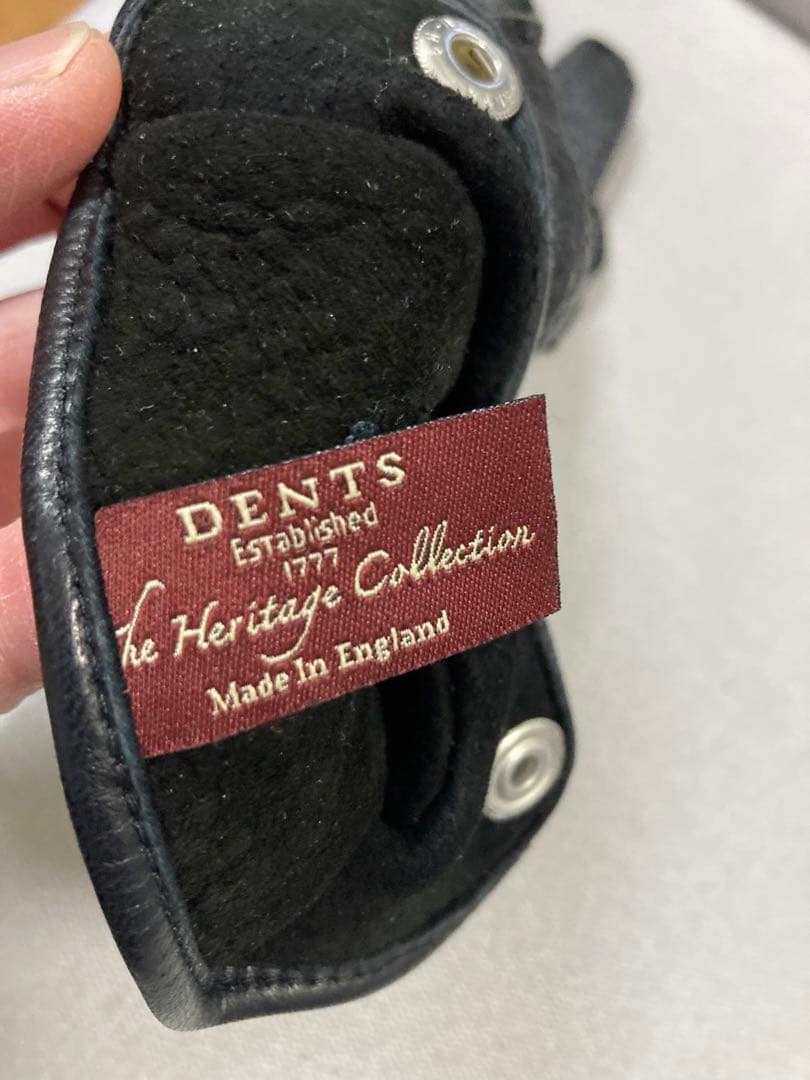 DENTS
Established
1777
The Heritage Collection
Made In England